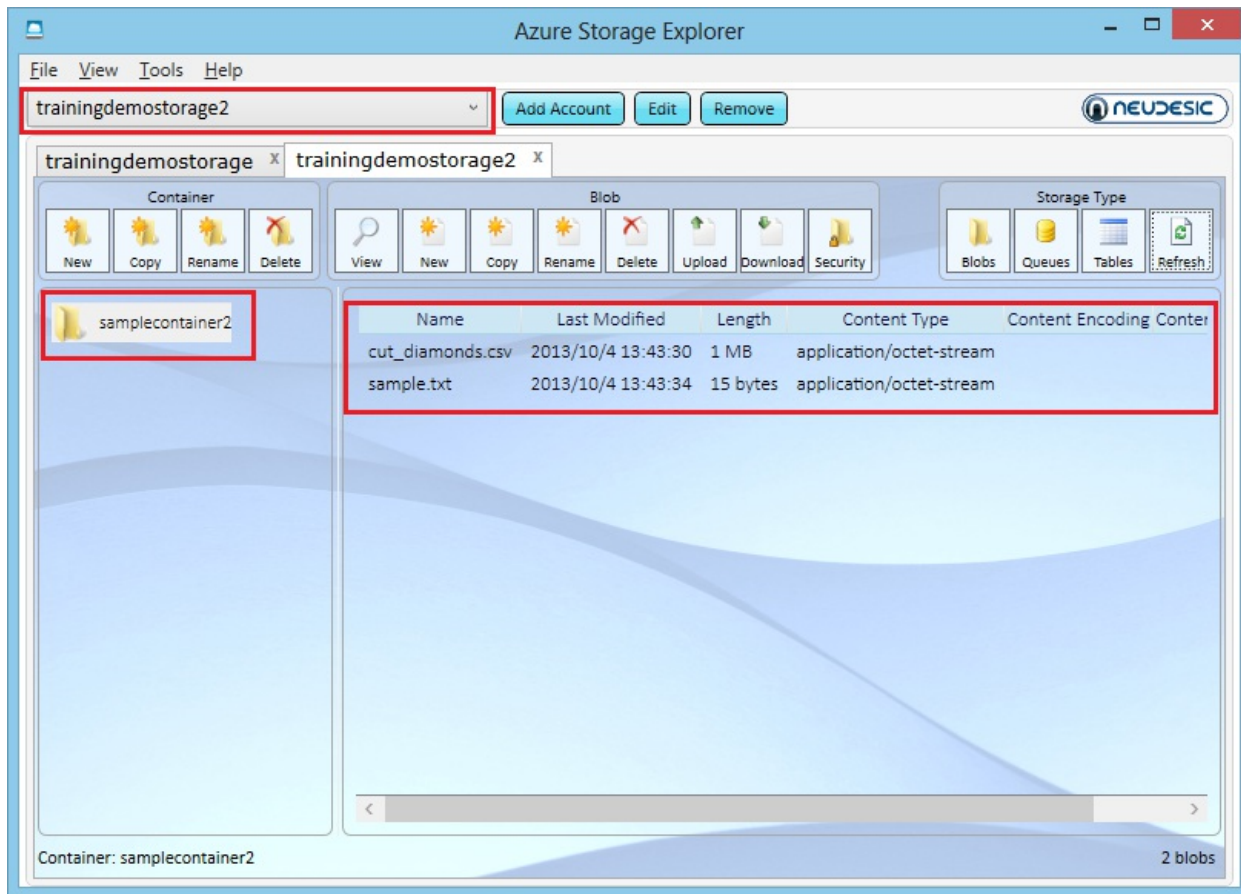 Azure Storage Explorer
File View Tools Help
trainingdemostorage2 Add Account Edit Remove NEUDESIC
trainingdemostorage x trainingdemostorage2 x
Container Blob Storage Type
New Copy Rename Delete View New Copy Rename Delete Upload Download Security Blobs Queues Tables Refresh
samplecontainer2
Name Last Modified Length Content Type Content Encoding Conter
cut_diamonds.csv 2013/10/4 13:43:30 1 MB application/octet-stream
sample.txt 2013/10/4 13:43:34 15 bytes application/octet-stream
Container: samplecontainer2 2 blobs